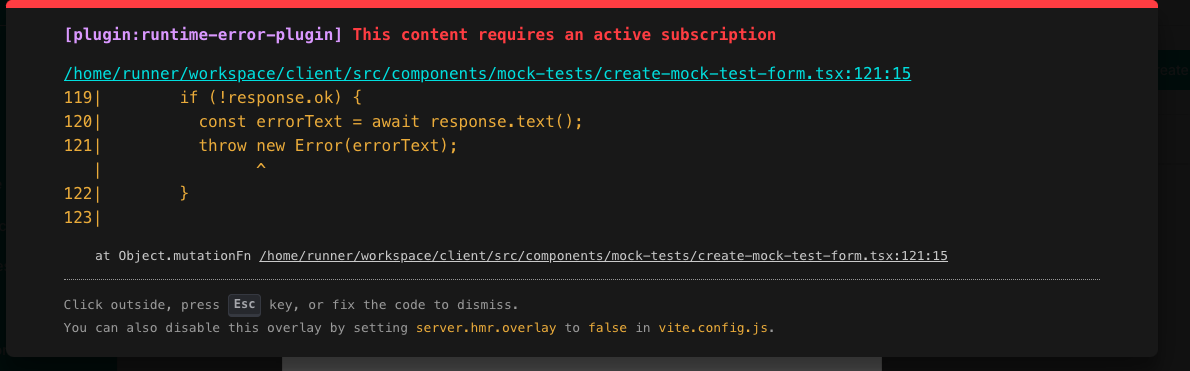 [plugin:runtime-error-plugin] This content requires an active subscription
/home/runner/workspace/client/src/components/mock-tests/create-mock-test-form.tsx:121:15
119|        if (!response.ok) {
120|          const errorText = await response.text();
121|          throw new Error(errorText);
   |                ^
122|        }
123|
at Object.mutationFn /home/runner/workspace/client/src/components/mock-tests/create-mock-test-form.tsx:121:15
Click outside, press Esc key, or fix the code to dismiss.
You can also disable this overlay by setting server.hmr.overlay to false in vite.config.js.